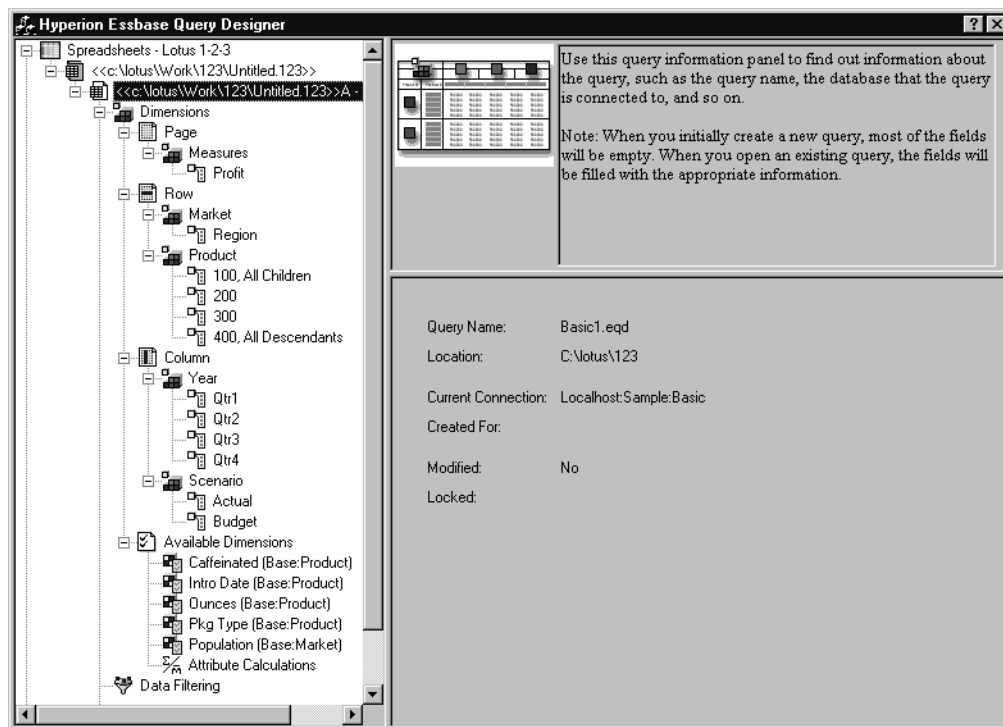 Hyperion Essbase Query Designer
Spreadsheets - Lotus 1-2-3
<<c:\lotus\Work\123\Untitled.123>>
<<c:\lotus\Work\123\Untitled.123>>A -
Dimensions
Page
Measures
Profit
Row
Market
Region
Product
100, All Children
200
300
400, All Descendants
Column
Year
Qtr1
Qtr2
Qtr3
Qtr4
Scenario
Actual
Budget
Available Dimensions
Caffeinated (Base:Product)
Intro Date (Base:Product)
Ounces (Base:Product)
Pkg Type (Base:Product)
Population (Base:Market)
Attribute Calculations
Data Filtering
Use this query information panel to find out information about
the query, such as the query name, the database that the query
is connected to, and so on.
Note: When you initially create a new query, most of the fields
will be empty. When you open an existing query, the fields will
be filled with the appropriate information.
Query Name: Basic1.eqd
Location: C:\lotus\123
Current Connection: Localhost:Sample:Basic
Created For:
Modified: No
Locked: